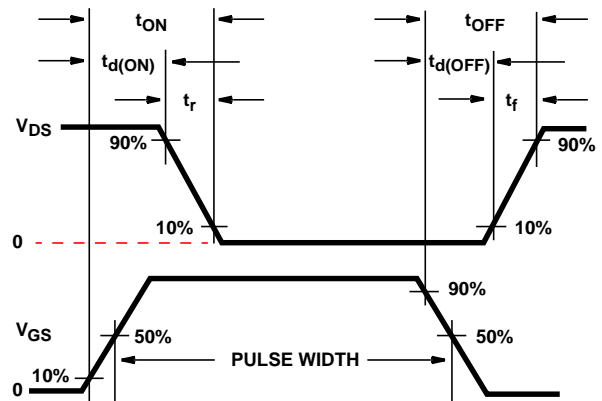 tON tOFF
td(ON) td(OFF)
tr tf
VDS
90% 90%
10% 10%
0
90%
VGS 50% 50%
PULSE WIDTH
10%
0